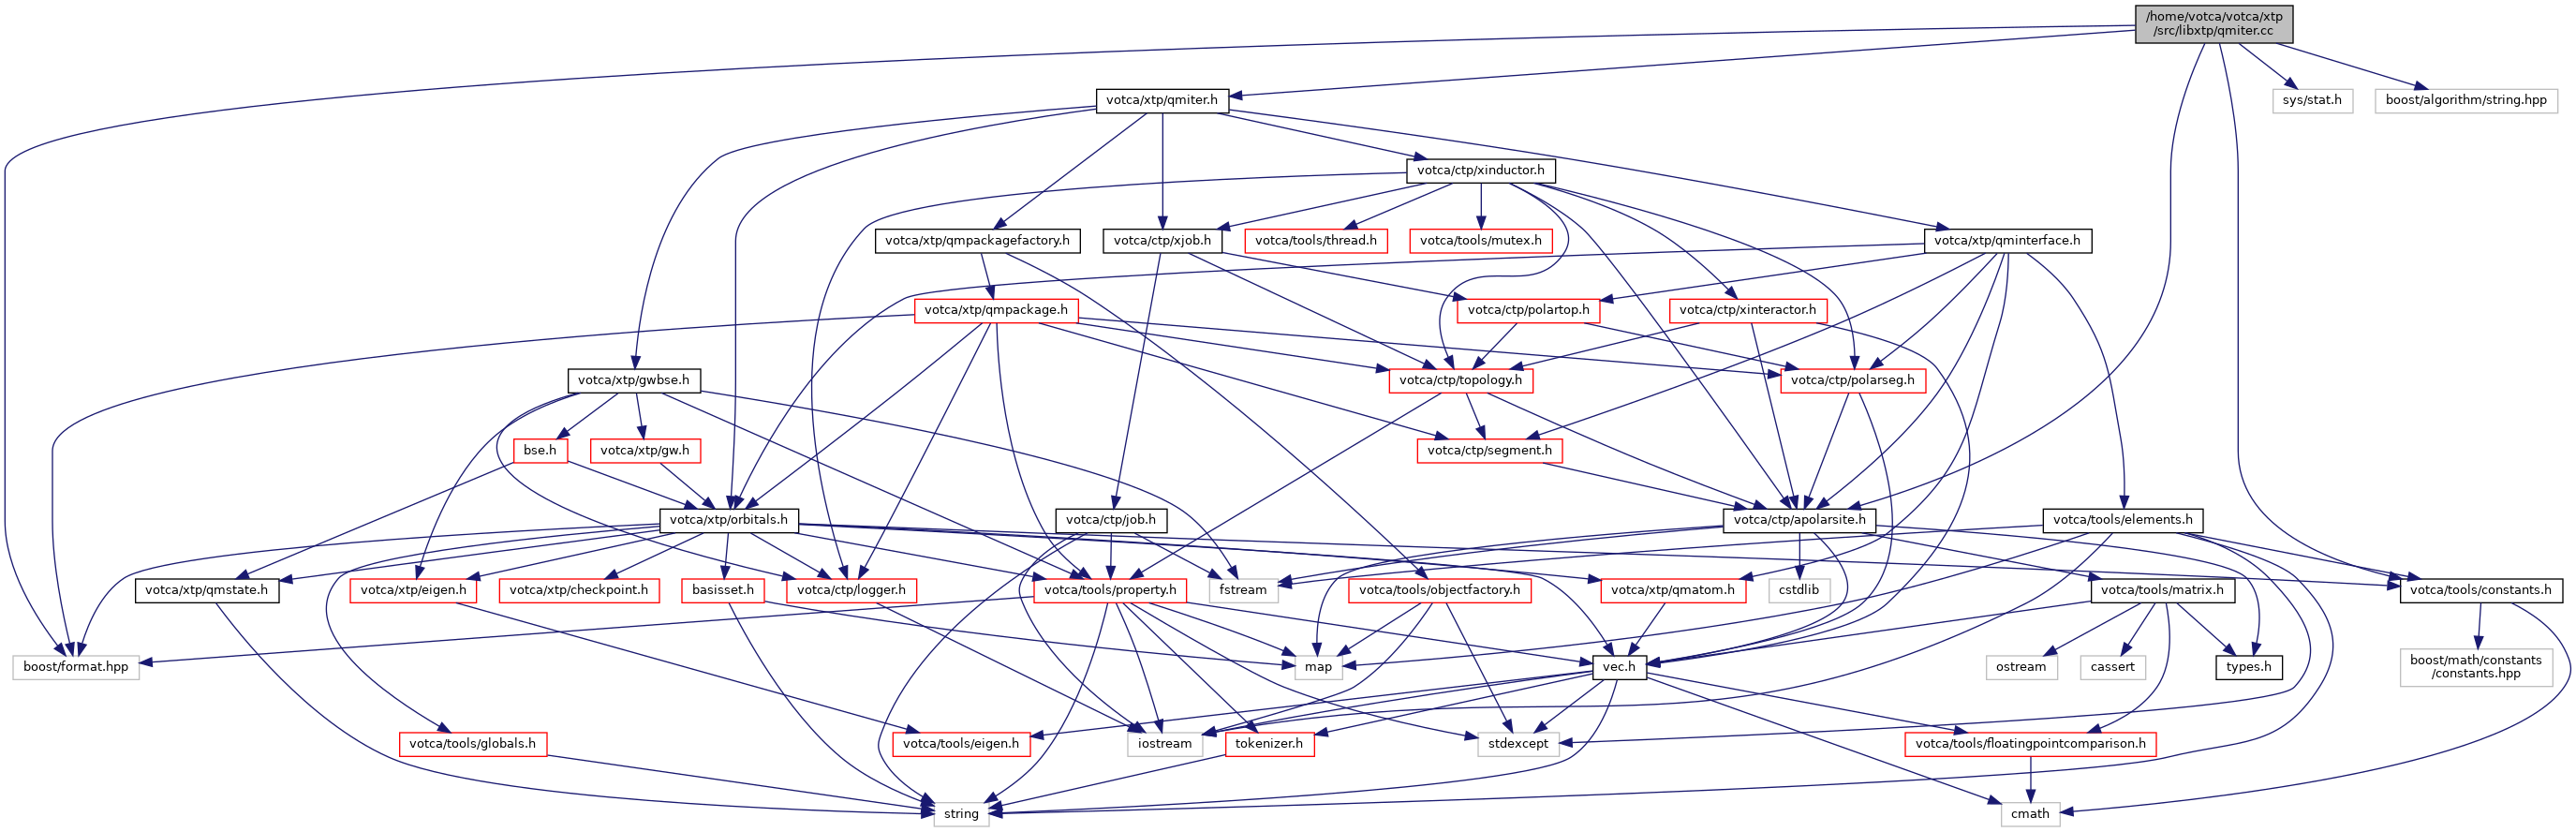 /home/votca/votca/xtp
/src/libxtp/qmiter.cc
votca/xtp/qmiter.h
sys/stat.h
boost/algorithm/string.hpp
votca/ctp/xinductor.h
votca/xtp/qmpackagefactory.h
votca/ctp/xjob.h
votca/tools/thread.h
votca/tools/mutex.h
votca/xtp/qminterface.h
votca/xtp/qmpackage.h
votca/ctp/polartop.h
votca/ctp/xinteractor.h
votca/xtp/gwbse.h
votca/ctp/topology.h
votca/ctp/polarseg.h
bse.h
votca/xtp/gw.h
votca/ctp/segment.h
votca/xtp/orbitals.h
votca/ctp/job.h
votca/ctp/apolarsite.h
votca/tools/elements.h
votca/xtp/qmstate.h
votca/xtp/eigen.h
votca/xtp/checkpoint.h
basisset.h
votca/ctp/logger.h
votca/tools/property.h
fstream
votca/tools/objectfactory.h
votca/xtp/qmatom.h
cstdlib
votca/tools/matrix.h
votca/tools/constants.h
boost/format.hpp
map
vec.h
ostream
cassert
types.h
boost/math/constants
/constants.hpp
votca/tools/globals.h
votca/tools/eigen.h
iostream
tokenizer.h
stdexcept
votca/tools/floatingpointcomparison.h
string
cmath